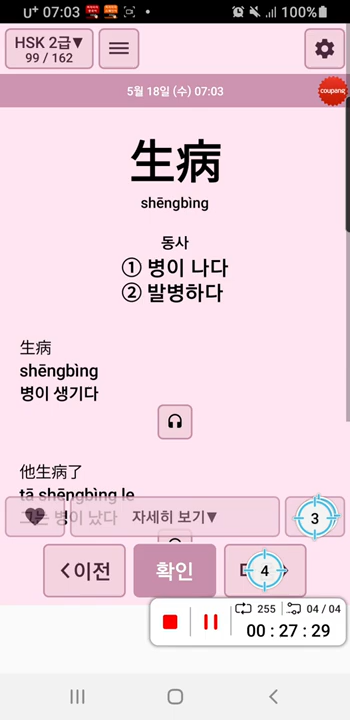 U+ 07:03
100%
HSK 2급▼
99 / 162
5월 18일 (수) 07:03
coupang
生病
shēngbìng
동사
① 병이 나다
② 발병하다
生病
shēngbìng
병이 생기다
他生病了
tā shēngbìng le
그는 병이 났다
자세히 보기▼
3
<이전
확인
4
255
04 / 04
00 : 27 : 29